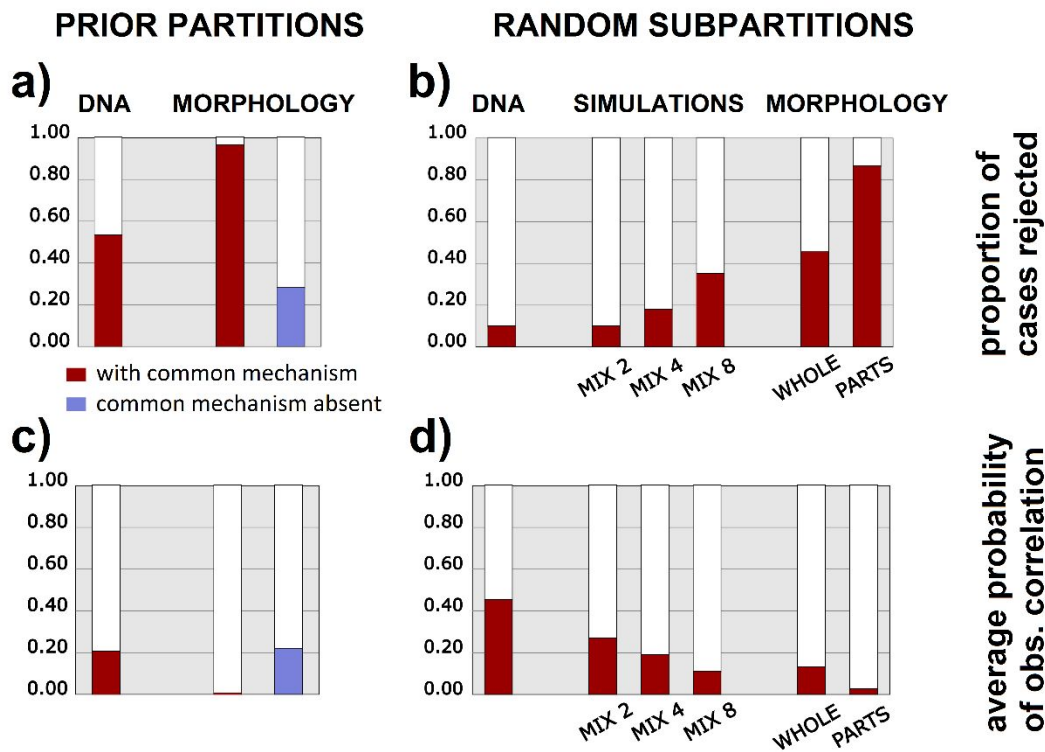 PRIOR PARTITIONS
RANDOM SUBPARTITIONS
a)
DNA MORPHOLOGY
1.00
0.80
0.60
0.40
0.20
0.00
with common mechanism
common mechanism absent
b)
DNA SIMULATIONS MORPHOLOGY
1.00
0.80
0.60
0.40
0.20
0.00
MIX 2 MIX 4 MIX 8 WHOLE PARTS
proportion of
cases rejected
c)
1.00
0.80
0.60
0.40
0.20
0.00
d)
1.00
0.80
0.60
0.40
0.20
0.00
MIX 2 MIX 4 MIX 8 WHOLE PARTS
average probability
of obs. correlation